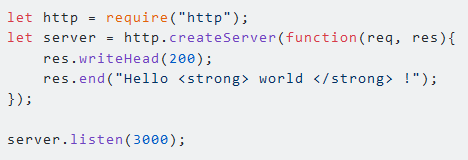 let http = require("http");
let server = http.createServer(function(req, res){
    res.writeHead(200);
    res.end("Hello <strong> world </strong> !");
});

server.listen(3000);